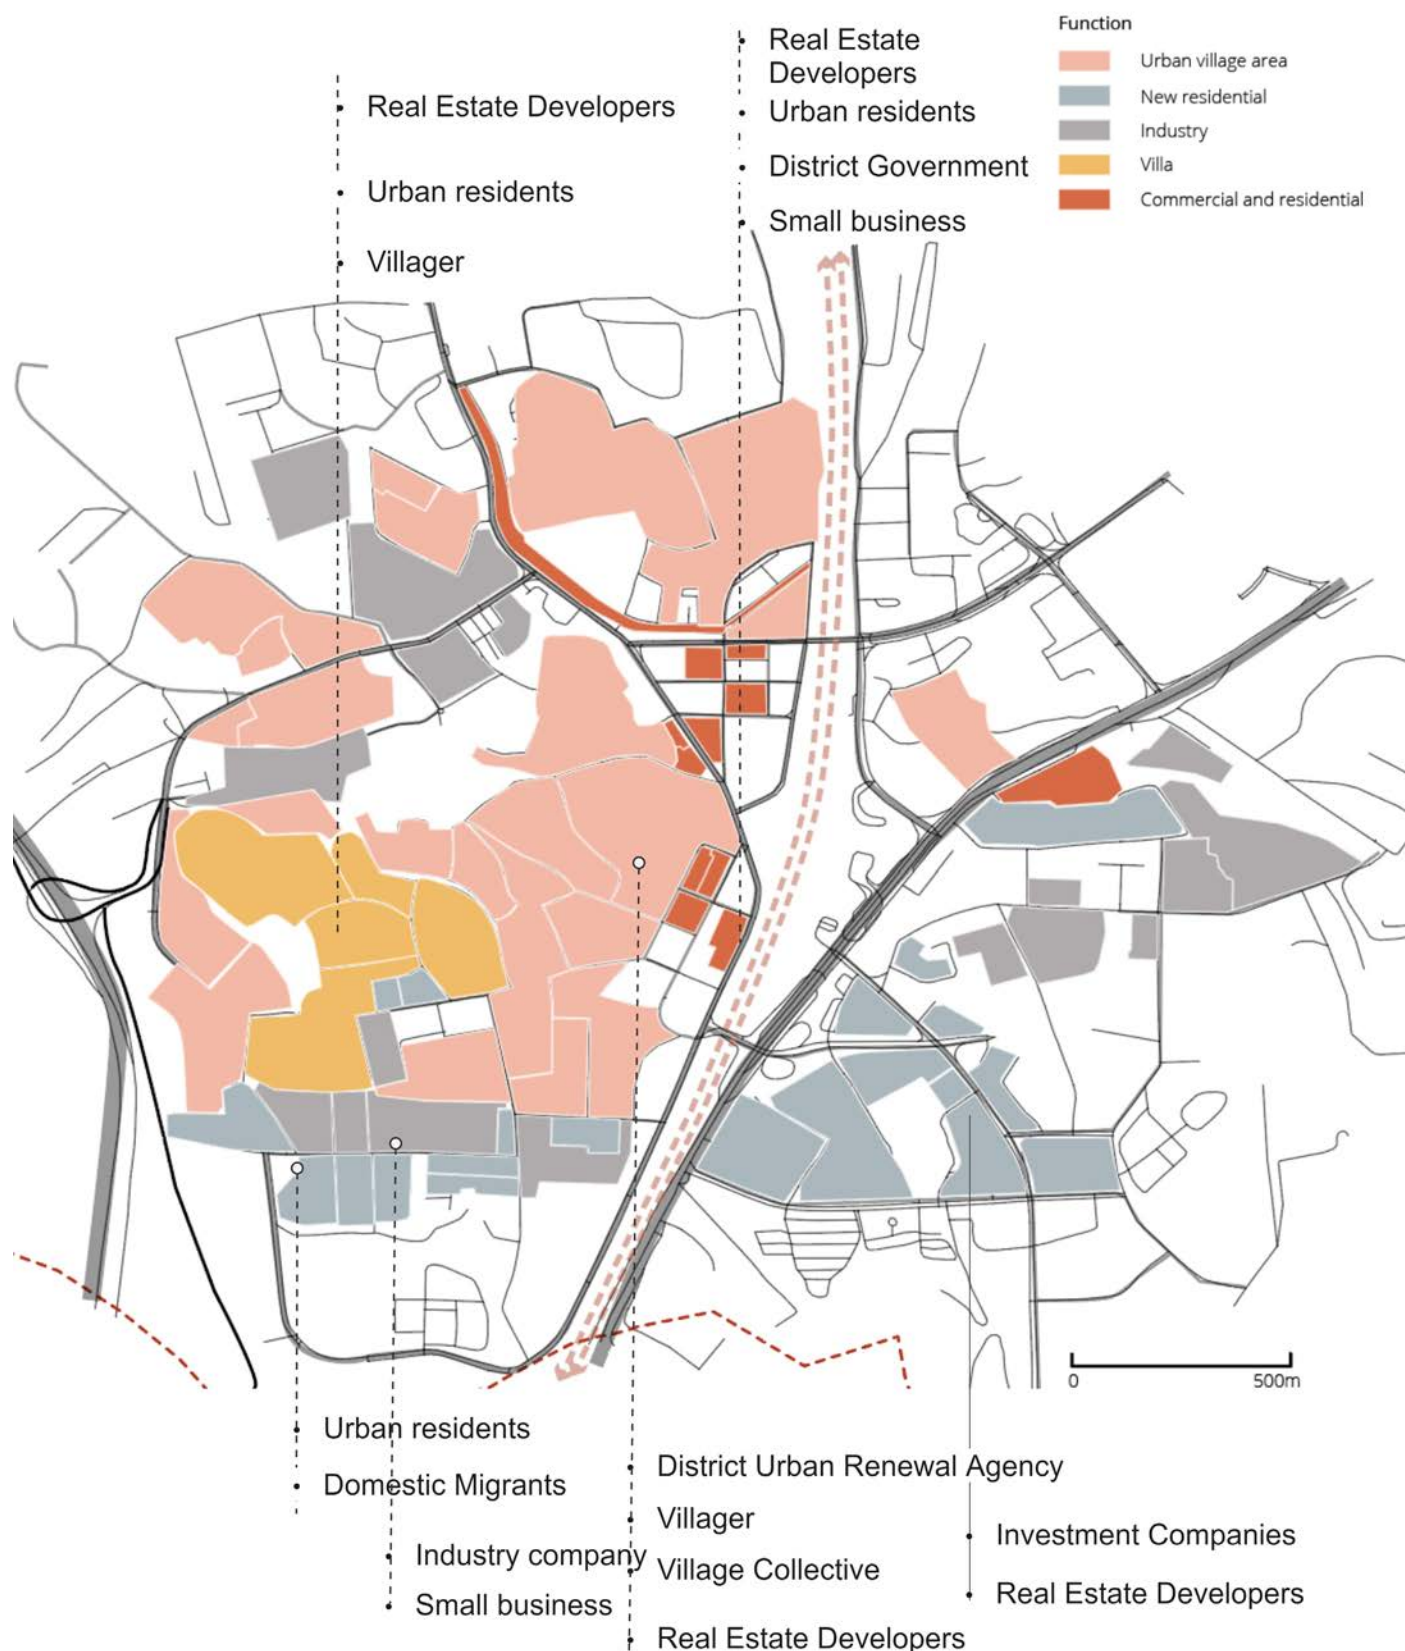 Function
Urban village area
New residential
Industry
Villa
Commercial and residential
Real Estate
Developers
Urban residents
District Government
Small business
Real Estate Developers
Urban residents
Villager
0
500m
Urban residents
Domestic Migrants
Industry company
Small business
District Urban Renewal Agency
Villager
Village Collective
Real Estate Developers
Investment Companies
Real Estate Developers